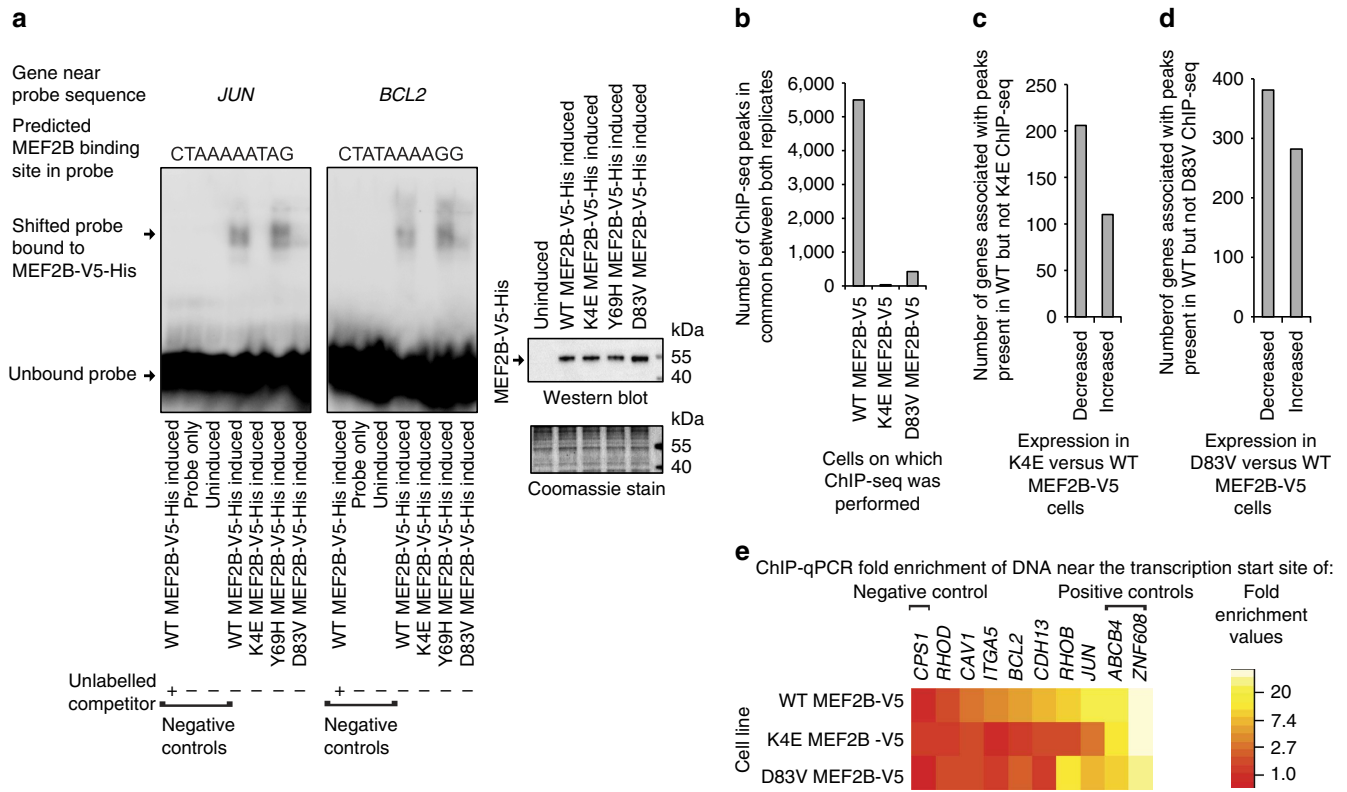 a
Gene near
probe sequence
JUN
BCL2
Predicted
MEF2B binding
site in probe
CTAAAAATAG
CTATAAAAGG
Shifted probe
bound to
MEF2B-V5-His
Unbound probe
WT MEF2B-V5-His induced
Probe only
Uninduced
WT MEF2B-V5-His induced
K4E MEF2B-V5-His induced
Y69H MEF2B-V5-His induced
D83V MEF2B-V5-His induced
WT MEF2B-V5-His induced
Probe only
Uninduced
WT MEF2B-V5-His induced
K4E MEF2B-V5-His induced
Y69H MEF2B-V5-His induced
D83V MEF2B-V5-His induced
Unlabelled
competitor
+ – – – – – –
+ – – – – – –
Negative
controls
Negative
controls
MEF2B-V5-His
Uninduced
WT MEF2B-V5-His induced
K4E MEF2B-V5-His induced
Y69H MEF2B-V5-His induced
D83V MEF2B-V5-His induced
kDa
55
40
Western blot
kDa
55
40
Coomassie stain
b
Number of ChIP-seq peaks in
common between both replicates
6,000
5,000
4,000
3,000
2,000
1,000
0
WT MEF2B-V5
K4E MEF2B-V5
D83V MEF2B-V5
Cells on which
ChIP-seq was
performed
c
Number of genes associated with peaks
present in WT but not K4E ChIP-seq
250
200
150
100
50
0
Decreased
Increased
Expression in
K4E versus WT
MEF2B-V5
cells
d
Numberof genes associated with peaks
present in WT but not D83V ChIP-seq
400
300
200
100
0
Decreased
Increased
Expression in
D83V versus WT
MEF2B-V5
cells
e
ChIP-qPCR fold enrichment of DNA near the transcription start site of:
Negative control
Positive controls
CPS1
RHOD
CAV1
ITGA5
BCL2
CDH13
RHOB
JUN
ABCB4
ZNF608
Cell line
WT MEF2B-V5
K4E MEF2B -V5
D83V MEF2B-V5
Fold
enrichment
values
20
7.4
2.7
1.0